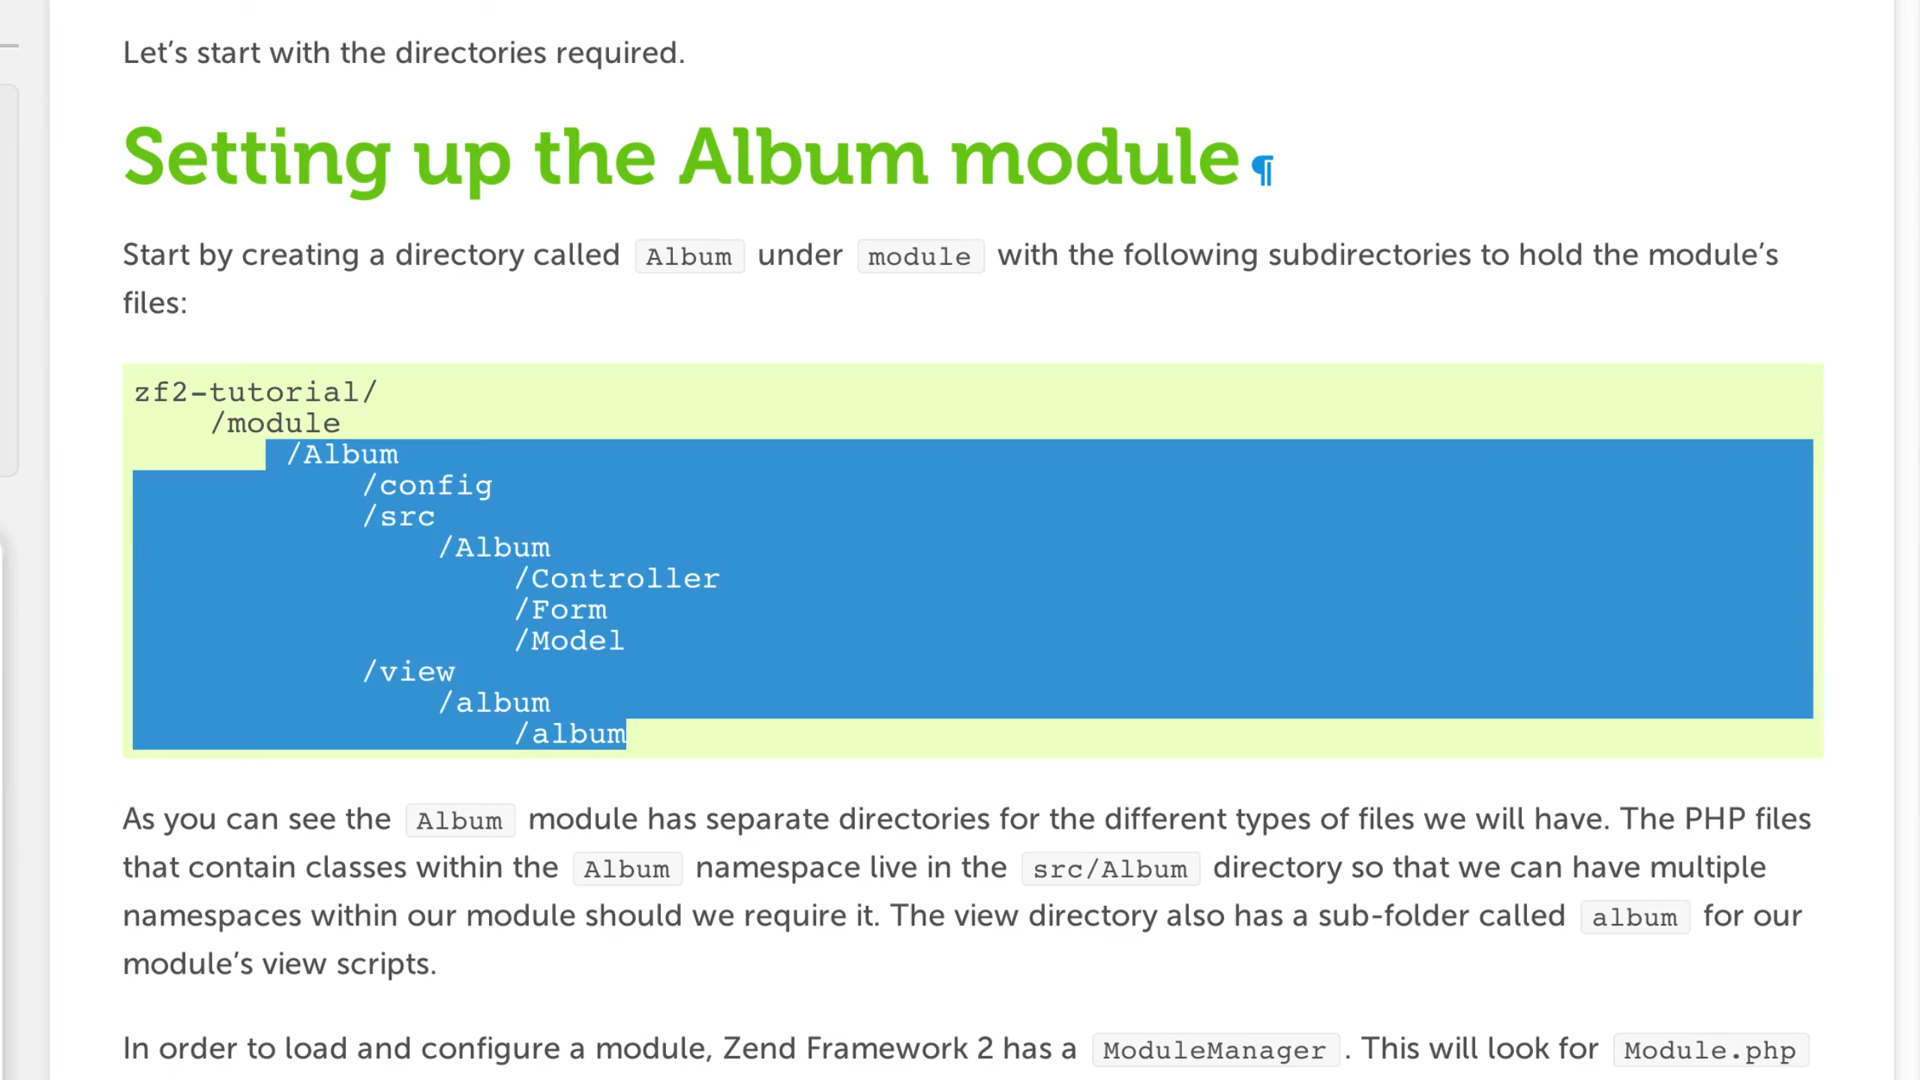 Let’s start with the directories required.
Setting up the Album module¶
Start by creating a directory called Album under module with the following subdirectories to hold the module’s
files:
zf2-tutorial/
/module
/Album
/config
/src
/Album
/Controller
/Form
/Model
/view
/album
/album
As you can see the Album module has separate directories for the different types of files we will have. The PHP files
that contain classes within the Album namespace live in the src/Album directory so that we can have multiple
namespaces within our module should we require it. The view directory also has a sub-folder called album for our
module’s view scripts.
In order to load and configure a module, Zend Framework 2 has a ModuleManager . This will look for Module.php